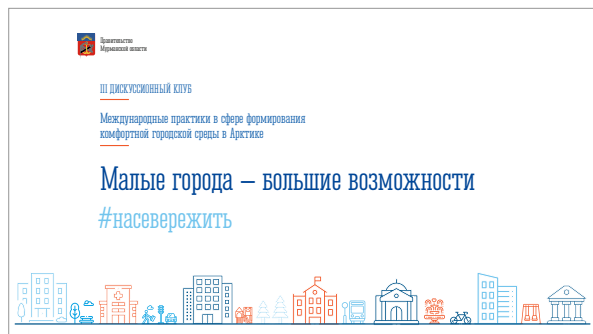 Правительство
Мурманской области
III ДИСКУССИОННЫЙ КЛУБ
Международные практики в сфере формирования
комфортной городской среды в Арктике
Малые города – большие возможности
#насевережить